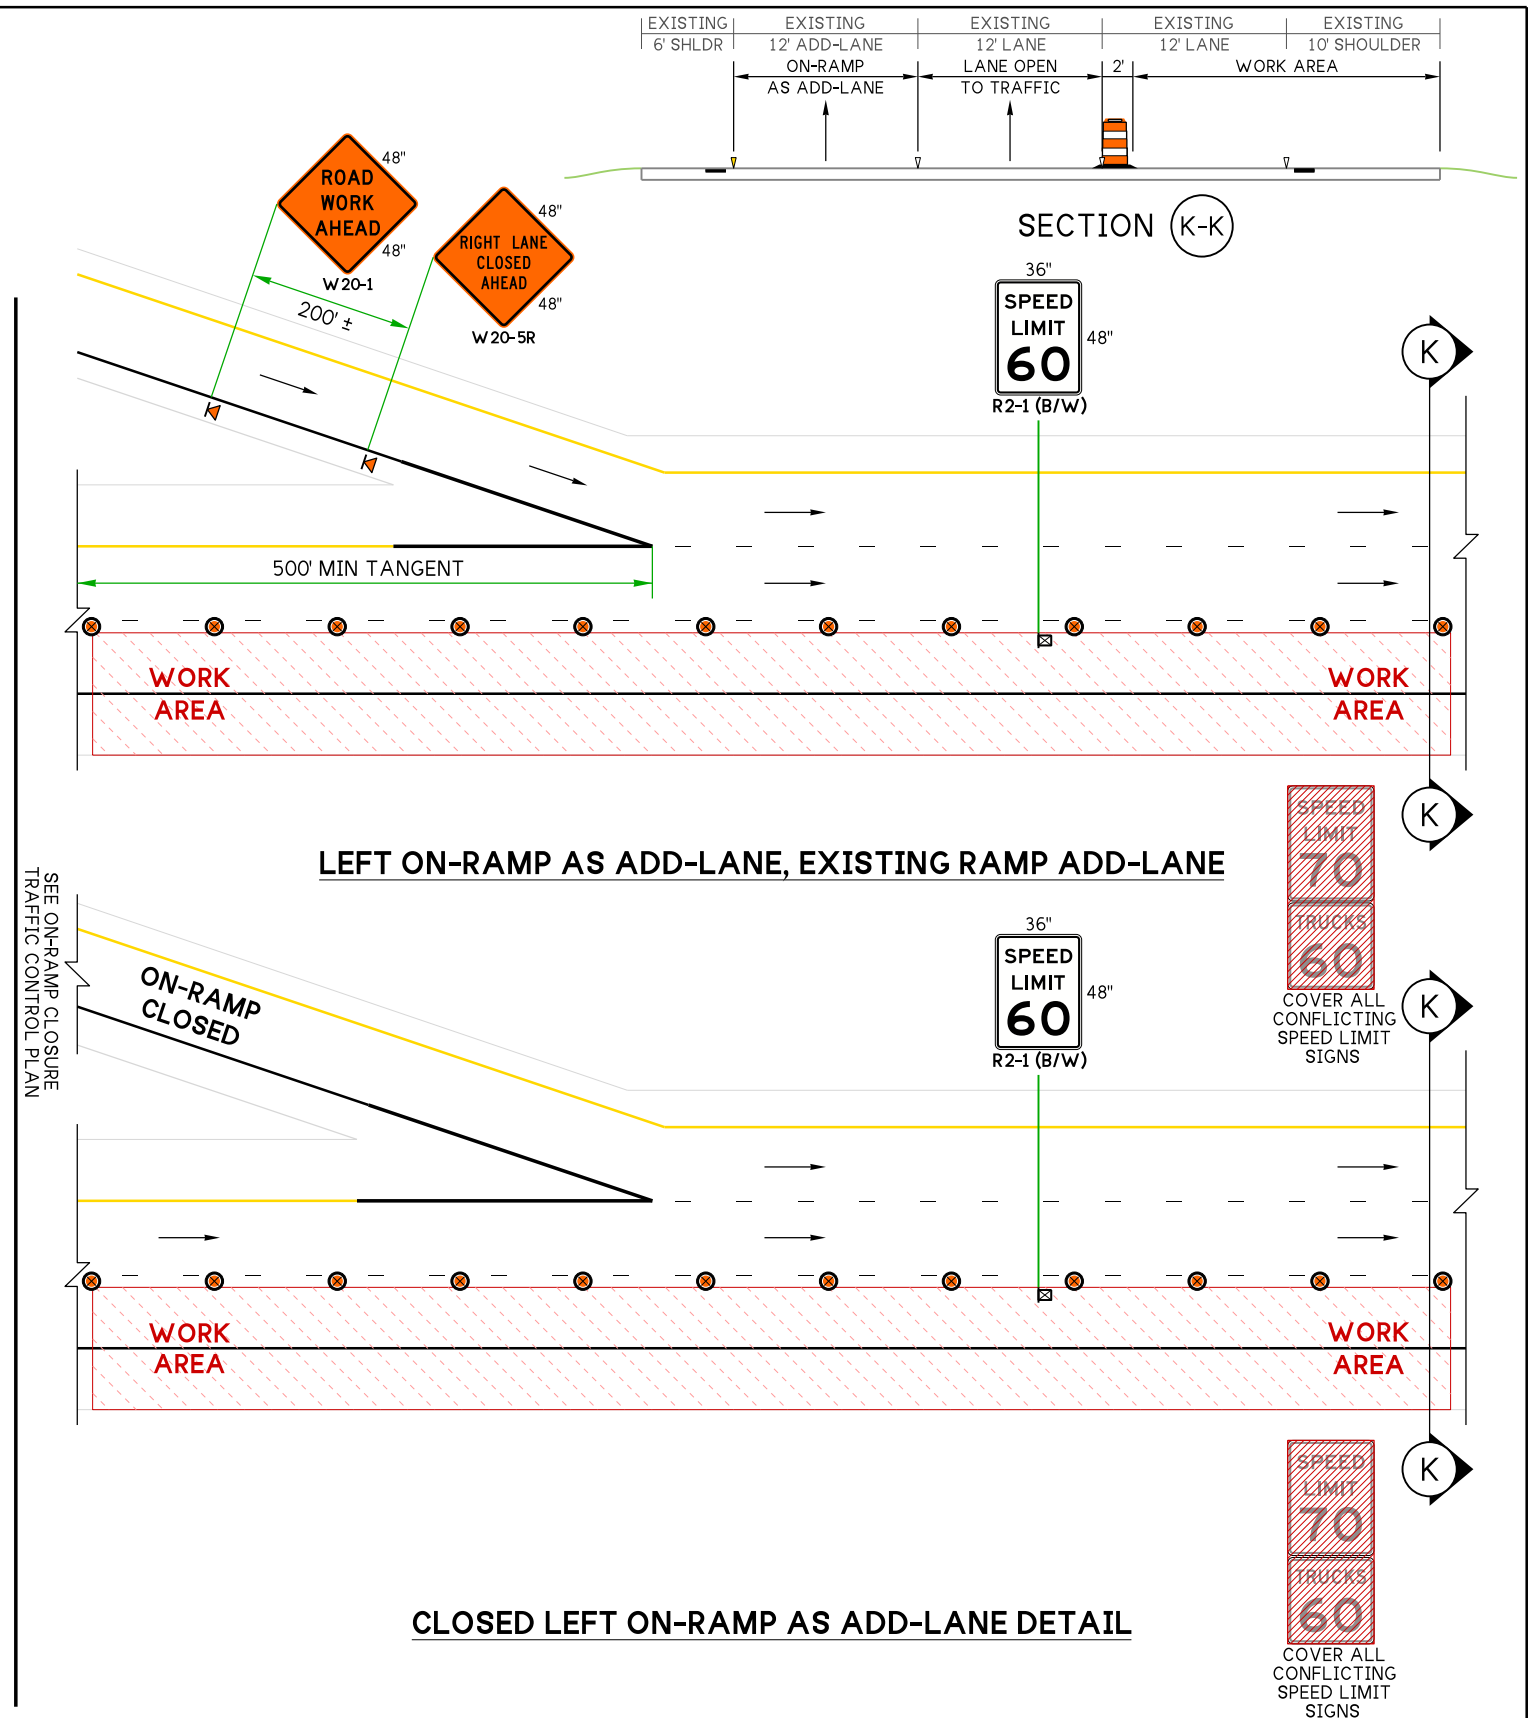 EXISTING EXISTING EXISTING EXISTING EXISTING
6' SHLDR 12' ADD-LANE 12' LANE 12' LANE 10' SHOULDER
ON-RAMP
AS ADD-LANE
LANE OPEN
TO TRAFFIC
2'
WORK AREA
SECTION K-K
ROAD
WORK
AHEAD
48"
48"
W20-1
RIGHT LANE
CLOSED
AHEAD
48"
48"
W20-5R
200' ±
36"
SPEED
LIMIT
60
48"
R2-1 (B/W)
K
500' MIN TANGENT
WORK
AREA
WORK
AREA
K
SPEED
LIMIT
70
TRUCKS
60
COVER ALL
CONFLICTING
SPEED LIMIT
SIGNS
LEFT ON-RAMP AS ADD-LANE, EXISTING RAMP ADD-LANE
SEE ON-RAMP CLOSURE
TRAFFIC CONTROL PLAN
ON-RAMP
CLOSED
36"
SPEED
LIMIT
60
48"
R2-1 (B/W)
K
WORK
AREA
WORK
AREA
K
SPEED
LIMIT
70
TRUCKS
60
COVER ALL
CONFLICTING
SPEED LIMIT
SIGNS
CLOSED LEFT ON-RAMP AS ADD-LANE DETAIL